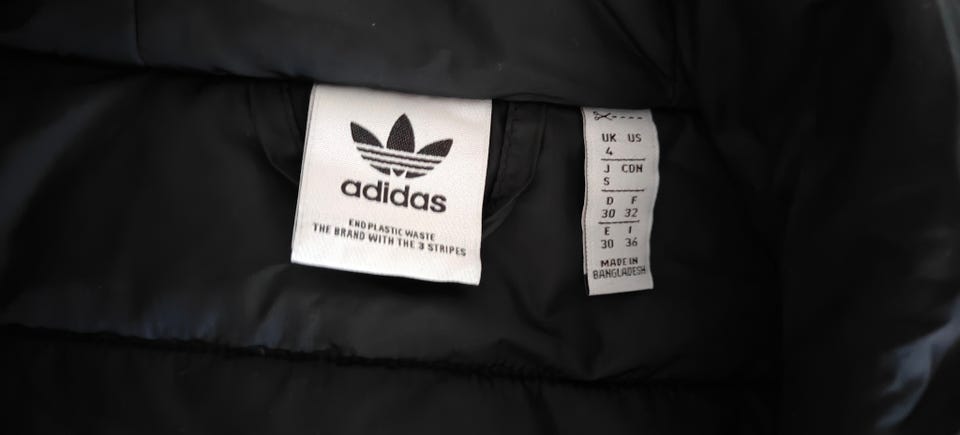 adidas
END PLASTIC WASTE
THE BRAND WITH THE 3 STRIPES
UK US
4
J CDN
S
D F
30 32
E I
30 36
MADE IN
BANGLADESH